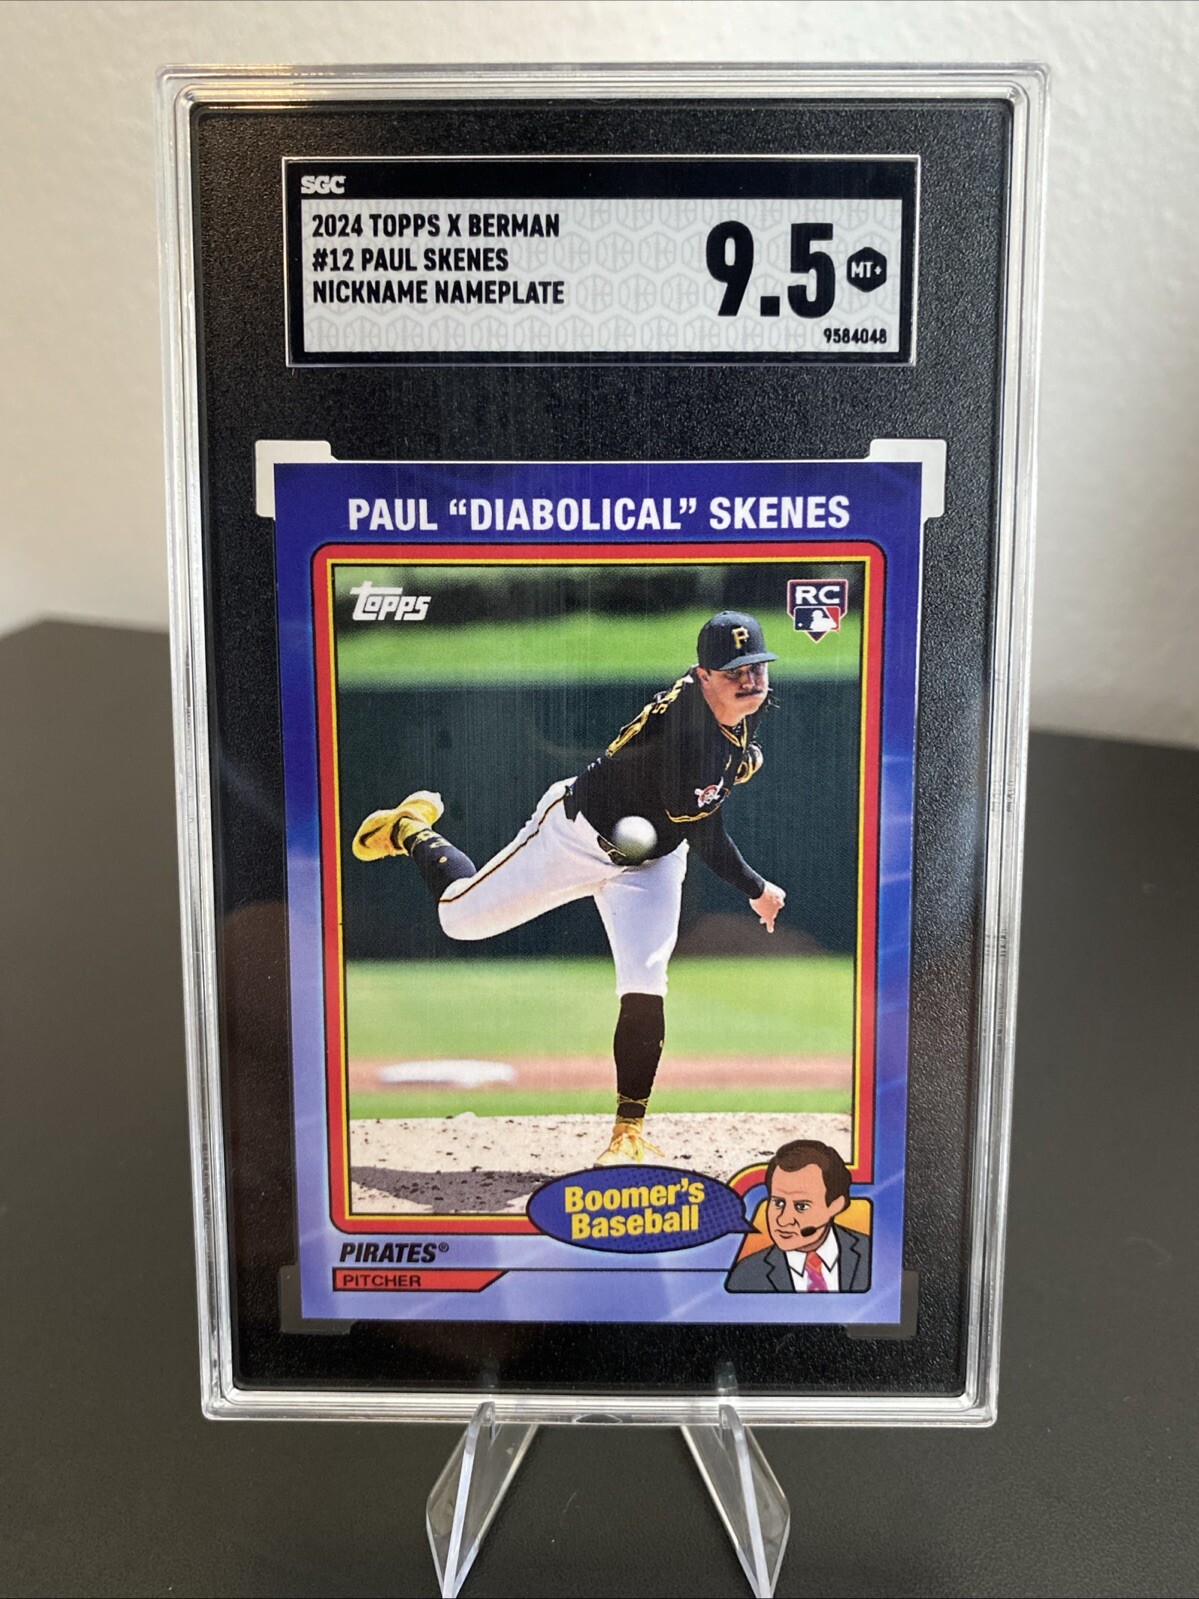 SGC
2024 TOPPS X BERMAN
#12 PAUL SKENES
NICKNAME NAMEPLATE
9.5 MT+
9584048
PAUL “DIABOLICAL” SKENES
topps
RC
P
Boomer's
Baseball
PIRATES®
PITCHER